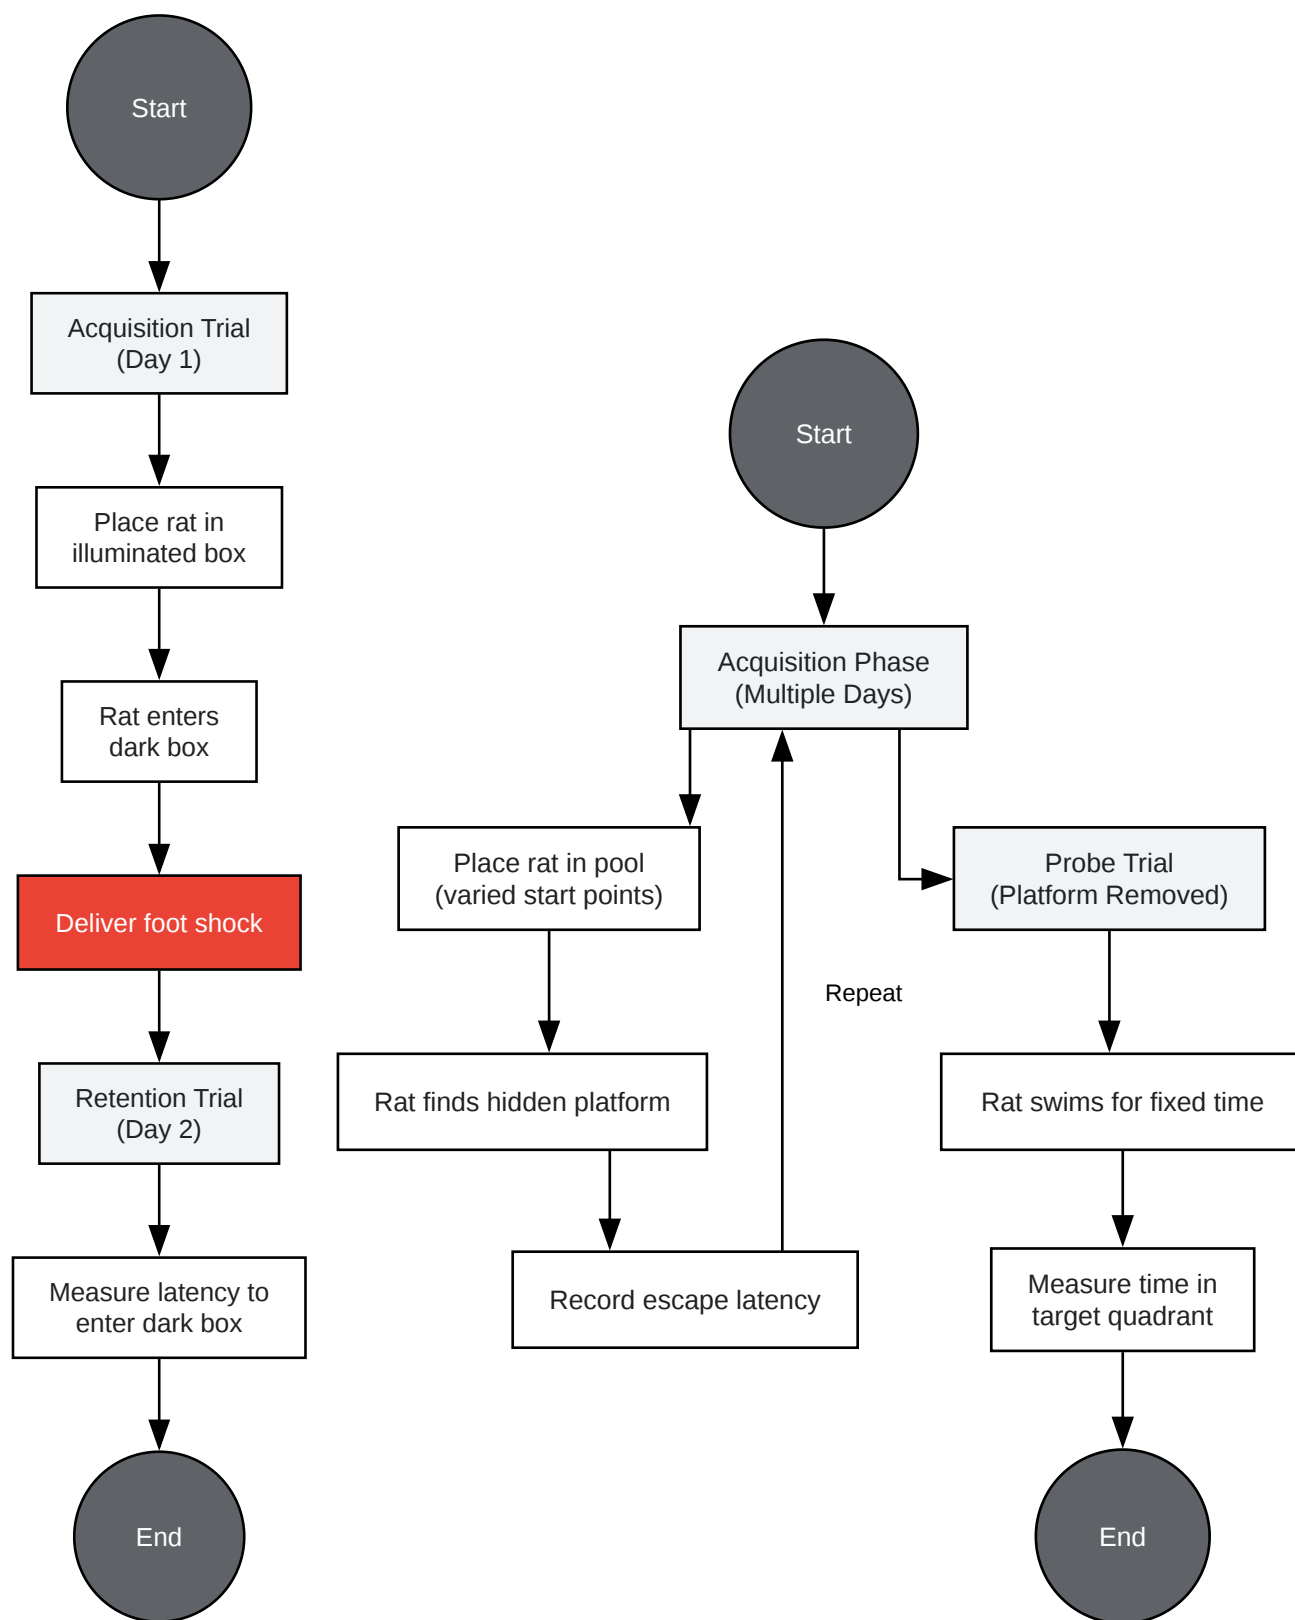 Start
Acquisition Trial
(Day 1)
Place rat in
illuminated box
Rat enters
dark box
Deliver foot shock
Retention Trial
(Day 2)
Measure latency to
enter dark box
End
Start
Acquisition Phase
(Multiple Days)
Place rat in pool
(varied start points)
Rat finds hidden platform
Record escape latency
Repeat
Probe Trial
(Platform Removed)
Rat swims for fixed time
Measure time in
target quadrant
End